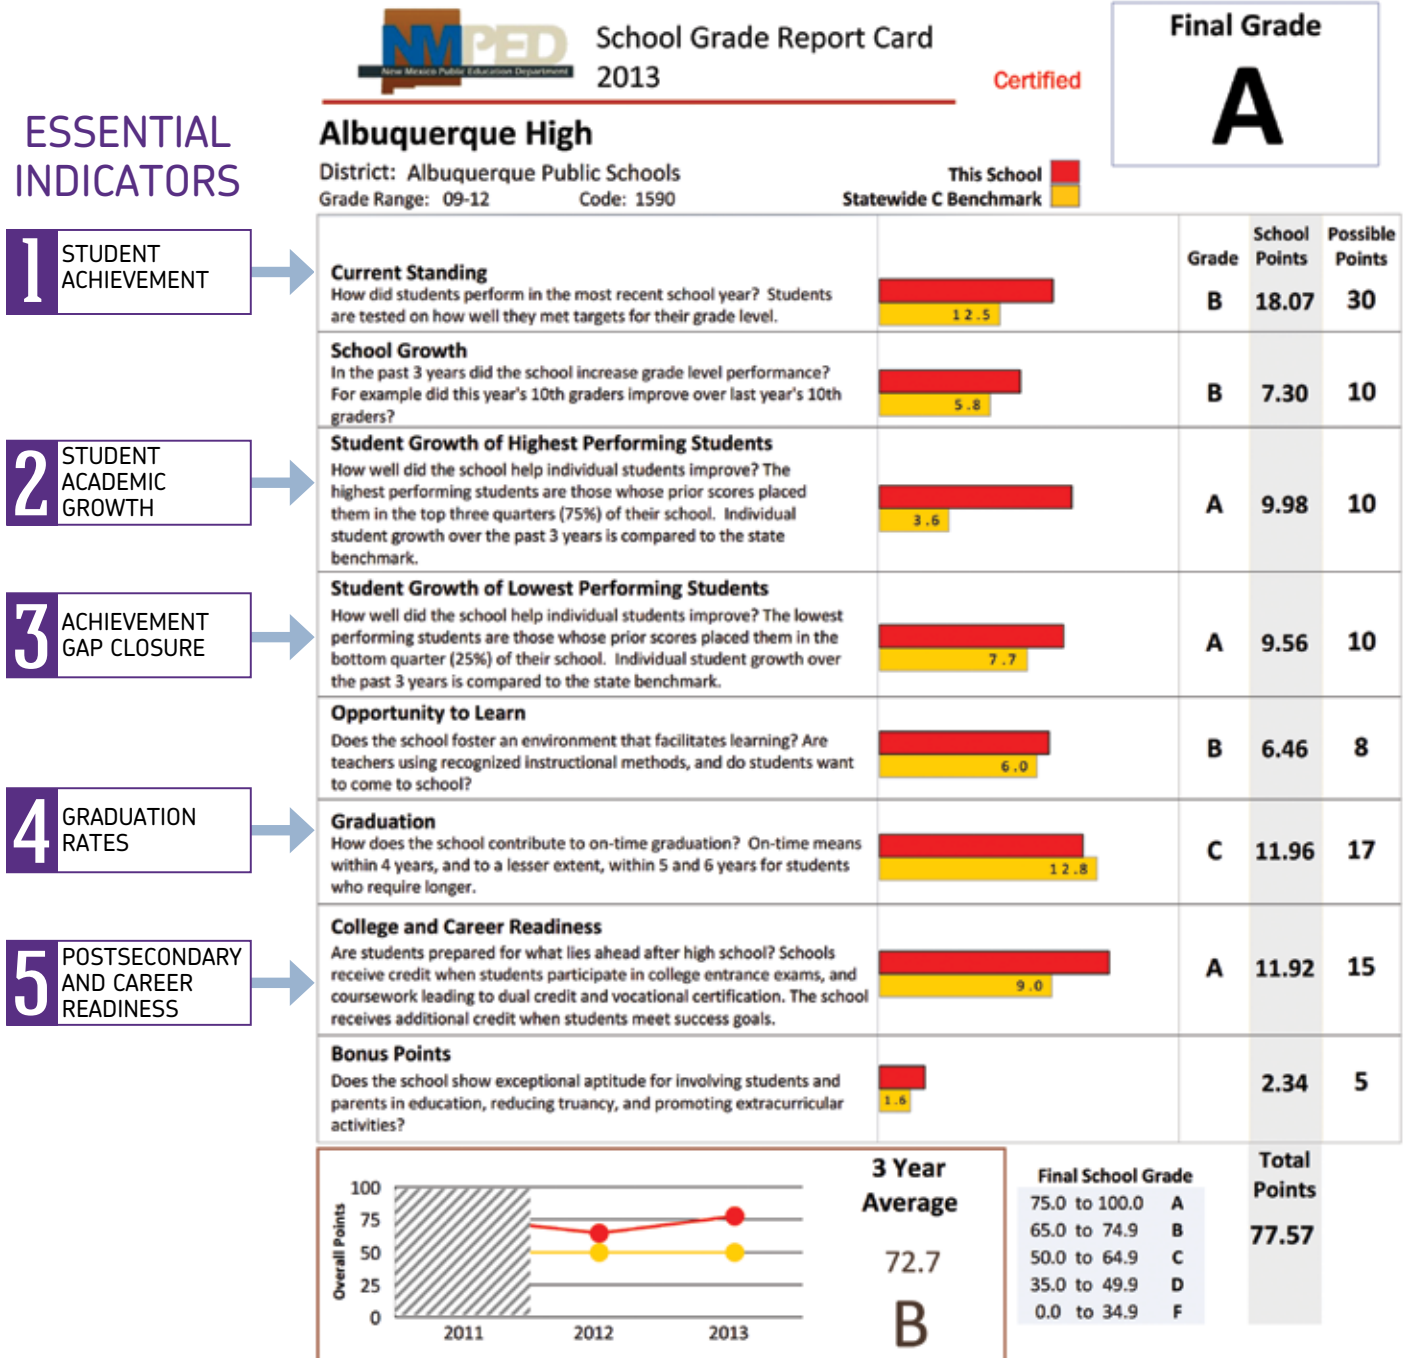 NMPED
New Mexico Public Education Department
School Grade Report Card
2013
Certified
Final Grade
A
ESSENTIAL
INDICATORS
Albuquerque High
District: Albuquerque Public Schools
Grade Range: 09-12 Code: 1590
This School
Statewide C Benchmark
Grade
School
Points
Possible
Points
1 STUDENT
ACHIEVEMENT
Current Standing
How did students perform in the most recent school year? Students
are tested on how well they met targets for their grade level.
12.5
B 18.07 30
School Growth
In the past 3 years did the school increase grade level performance?
For example did this year's 10th graders improve over last year's 10th
graders?
5.8
B 7.30 10
2 STUDENT
ACADEMIC
GROWTH
Student Growth of Highest Performing Students
How well did the school help individual students improve? The
highest performing students are those whose prior scores placed
them in the top three quarters (75%) of their school. Individual
student growth over the past 3 years is compared to the state
benchmark.
3.6
A 9.98 10
3 ACHIEVEMENT
GAP CLOSURE
Student Growth of Lowest Performing Students
How well did the school help individual students improve? The lowest
performing students are those whose prior scores placed them in the
bottom quarter (25%) of their school. Individual student growth over
the past 3 years is compared to the state benchmark.
7.7
A 9.56 10
Opportunity to Learn
Does the school foster an environment that facilitates learning? Are
teachers using recognized instructional methods, and do students want
to come to school?
6.0
B 6.46 8
4 GRADUATION
RATES
Graduation
How does the school contribute to on-time graduation? On-time means
within 4 years, and to a lesser extent, within 5 and 6 years for students
who require longer.
12.8
C 11.96 17
5 POSTSECONDARY
AND CAREER
READINESS
College and Career Readiness
Are students prepared for what lies ahead after high school? Schools
receive credit when students participate in college entrance exams, and
coursework leading to dual credit and vocational certification. The school
receives additional credit when students meet success goals.
9.0
A 11.92 15
Bonus Points
Does the school show exceptional aptitude for involving students and
parents in education, reducing truancy, and promoting extracurricular
activities?
1.6
2.34 5
Overall Points
100
75
50
25
0
2011 2012 2013
3 Year
Average
72.7
B
Final School Grade
75.0 to 100.0 A
65.0 to 74.9 B
50.0 to 64.9 C
35.0 to 49.9 D
0.0 to 34.9 F
Total
Points
77.57